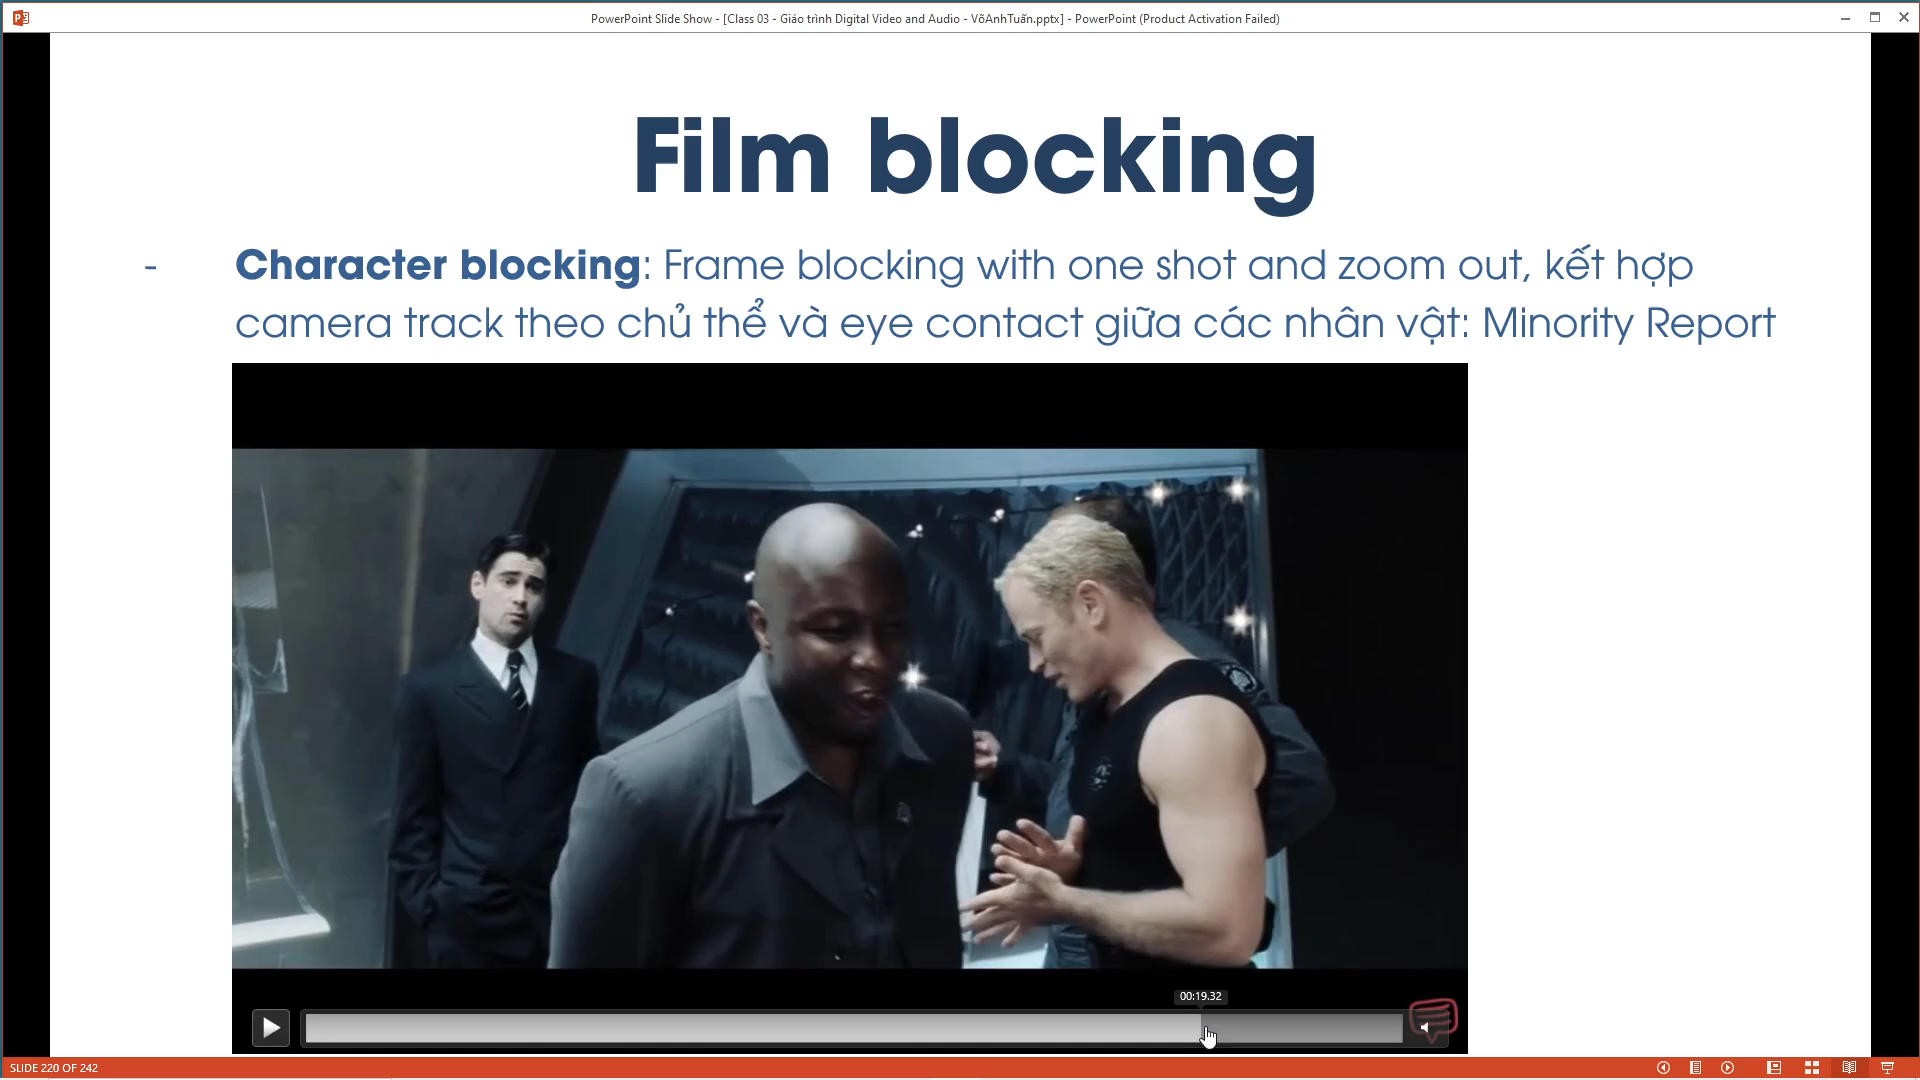 PowerPoint Slide Show - [Class 03 - Giáo trình Digital Video and Audio - VõAnhTuấn.pptx] - PowerPoint (Product Activation Failed)
Film blocking
- Character blocking: Frame blocking with one shot and zoom out, kết hợp
camera track theo chủ thể và eye contact giữa các nhân vật: Minority Report
00:19.32
SLIDE 220 OF 242